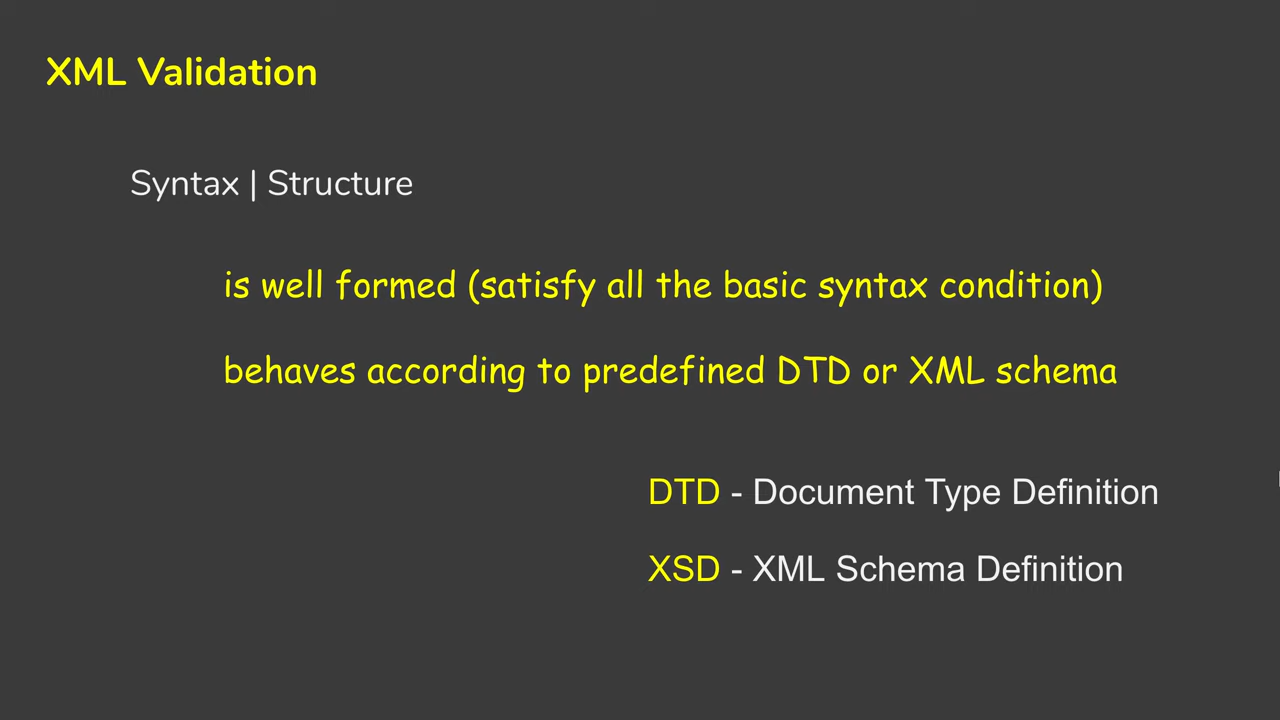 XML Validation
Syntax | Structure
is well formed (satisfy all the basic syntax condition)
behaves according to predefined DTD or XML schema
DTD - Document Type Definition
XSD - XML Schema Definition